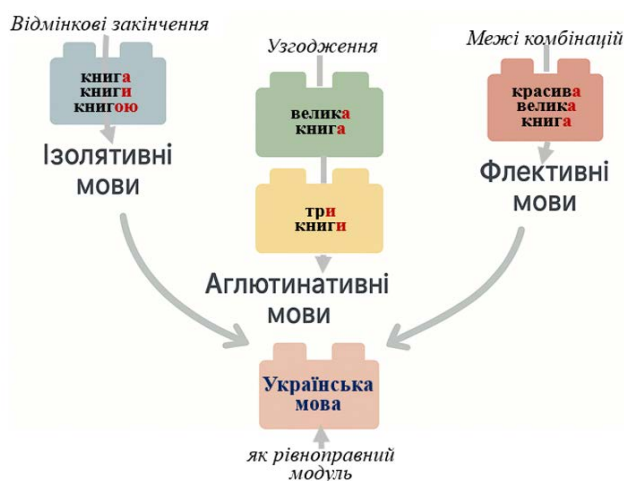 Відмінкові закінчення
книга
книги
книгою
Ізолятивні
мови
Узгодження
велика
книга
три
книги
Аглютинативні
мови
Межі комбінацій
красива
велика
книга
Флективні
мови
Українська
мова
як рівноправний
модуль